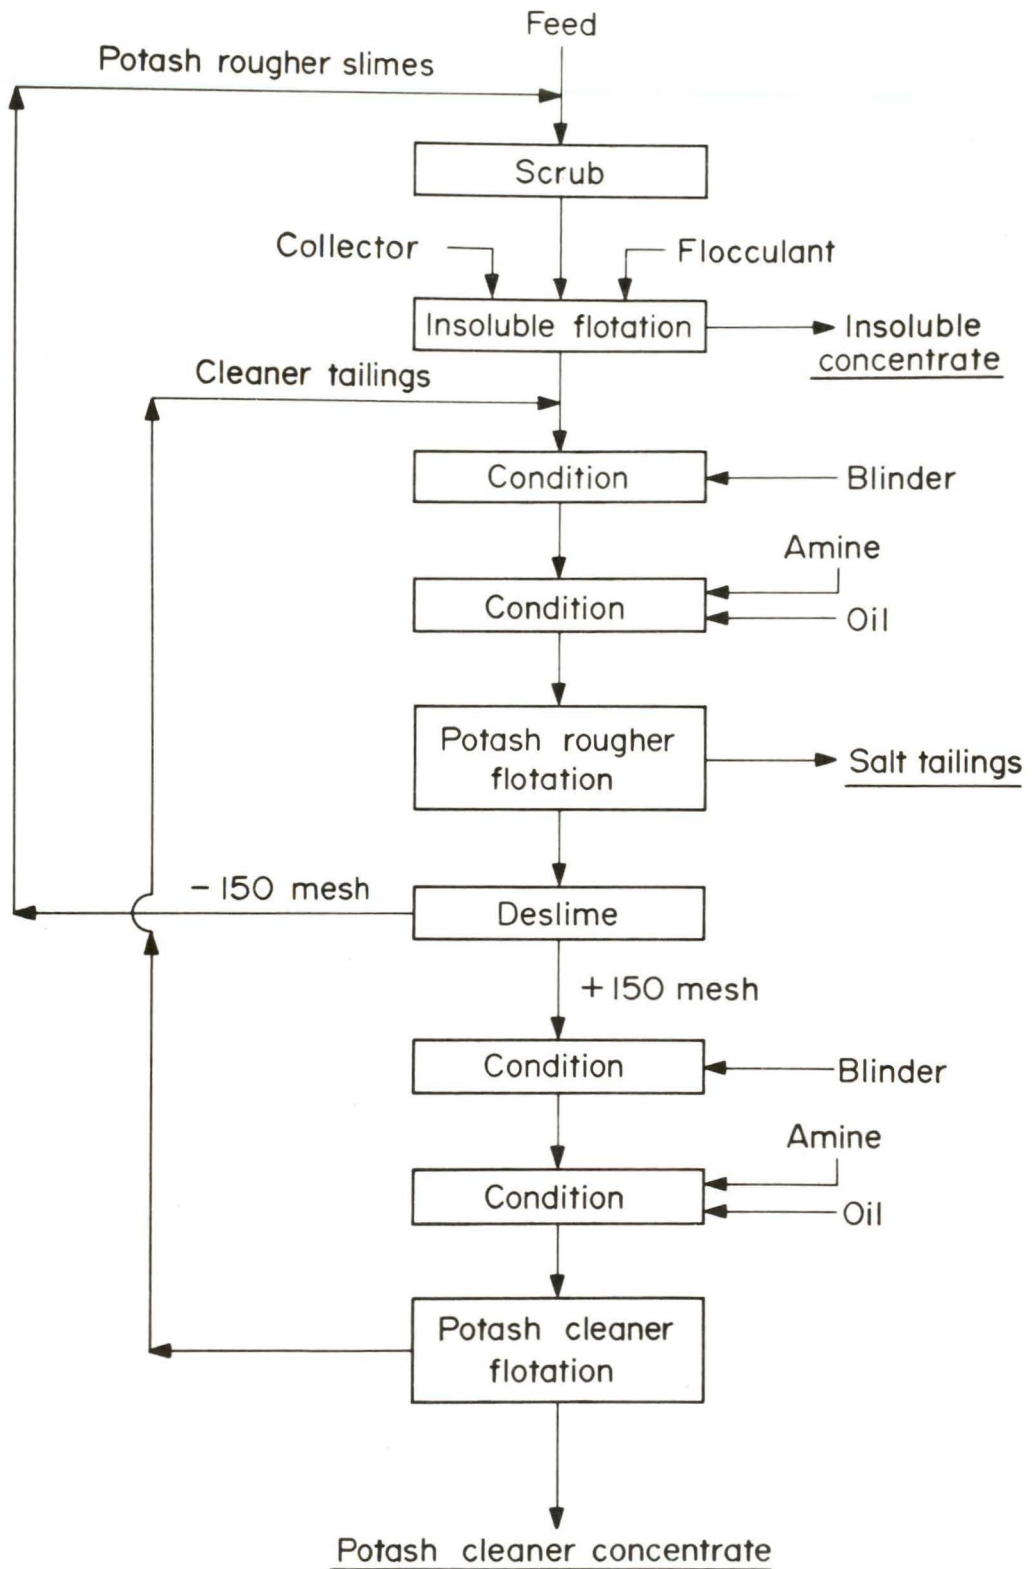 Feed
Potash rougher slimes
Scrub
Collector
Flocculant
Insoluble flotation
Insoluble
concentrate
Cleaner tailings
Condition
Blinder
Amine
Condition
Oil
Potash rougher
flotation
Salt tailings
- 150 mesh
Deslime
+ 150 mesh
Condition
Blinder
Amine
Condition
Oil
Potash cleaner
flotation
Potash cleaner concentrate